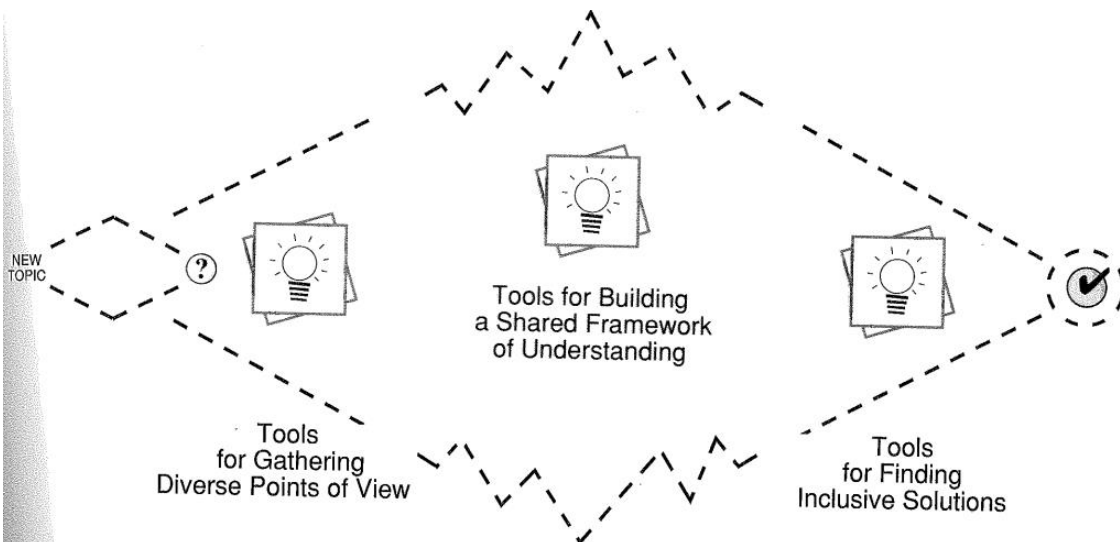 NEW
TOPIC
?
Tools for Building
a Shared Framework
of Understanding
Tools
for Gathering
Diverse Points of View
Tools
for Finding
Inclusive Solutions